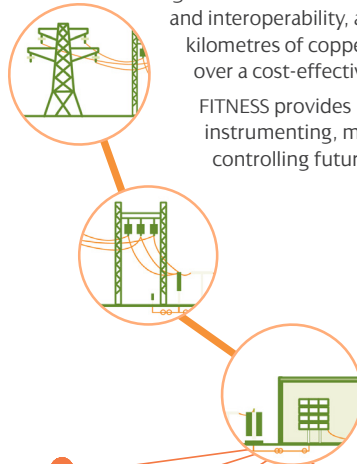 and interoperability, a
kilometres of coppe
over a cost-effectiv
FITNESS provides
instrumenting, m
controlling futur